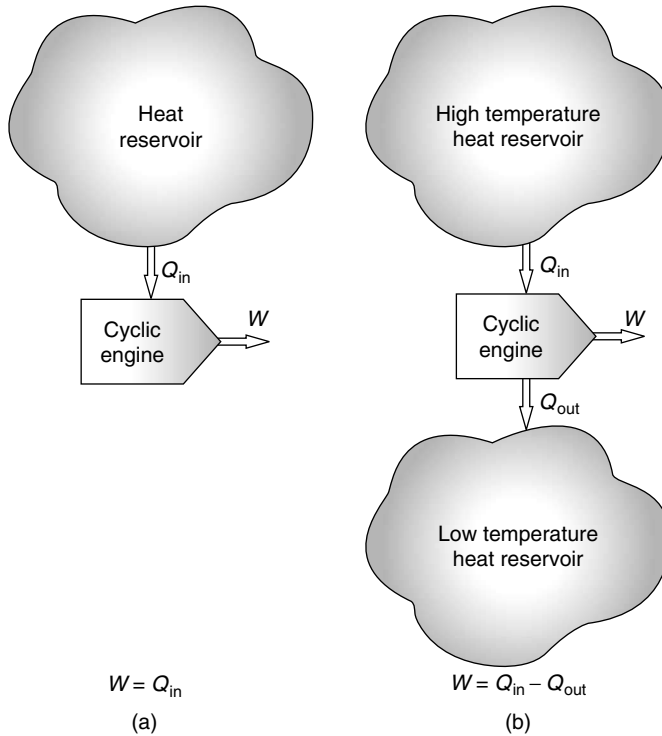 Heat
reservoir
Q_in
Cyclic
engine
W
W = Q_in
(a)
High temperature
heat reservoir
Q_in
Cyclic
engine
W
Q_out
Low temperature
heat reservoir
W = Q_in − Q_out
(b)